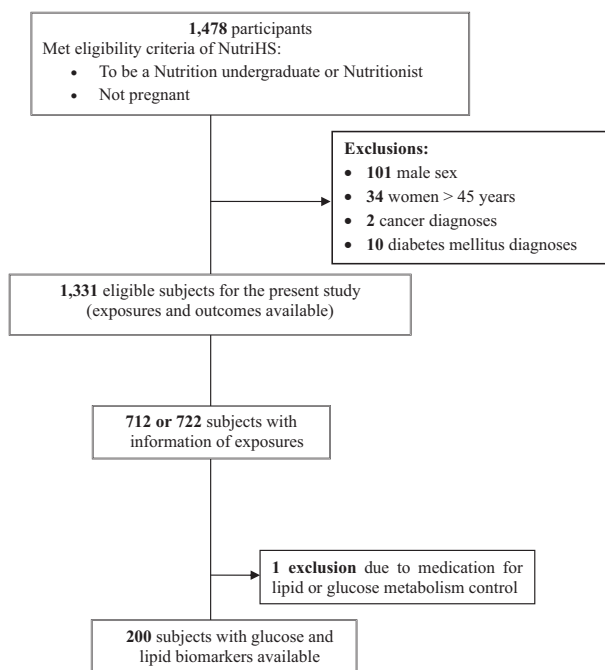 1,478 participants
Met eligibility criteria of NutriHS:
• To be a Nutrition undergraduate or Nutritionist
• Not pregnant
Exclusions:
• 101 male sex
• 34 women > 45 years
• 2 cancer diagnoses
• 10 diabetes mellitus diagnoses
1,331 eligible subjects for the present study
(exposures and outcomes available)
712 or 722 subjects with
information of exposures
1 exclusion due to medication for
lipid or glucose metabolism control
200 subjects with glucose and
lipid biomarkers available